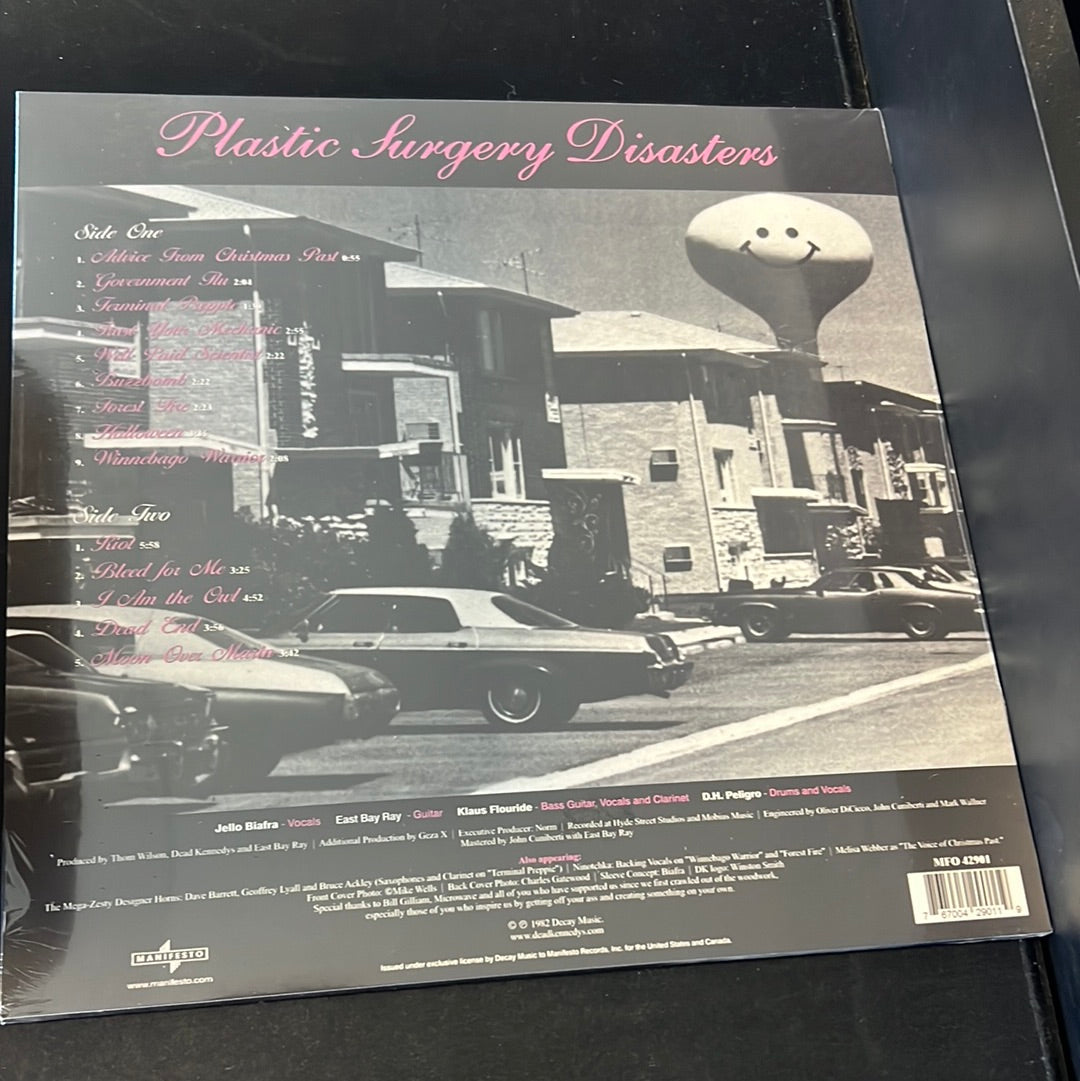 Plastic Surgery Disasters
Side One
1. Advice From Christmas Past 0:55
2. Government Flu 2:01
3. Terminal Preppie
4. Trust Your Mechanic 2:55
5. Well Paid Scientist 2:22
6. Buzzbomb 2:22
7. Forest Fire 2:23
8. Halloween
9. Winnebago Warrior 2:08
Side Two
1. Riot 5:58
2. Bleed for Me 3:25
3. I Am the Owl 4:52
4. Dead End 3:56
5. Moon Over Marin 3:42
Jello Biafra - Vocals East Bay Ray - Guitar Klaus Flouride - Bass Guitar, Vocals and Clarinet D.H. Peligro - Drums and Vocals
Produced by Thom Wilson, Dead Kennedys and East Bay Ray | Additional Production by Geza X | Executive Producer: Norm | Recorded at Hyde Street Studios and Mobius Music | Engineered by Oliver DiCicco, John Cuniberti and Mark Wallner
Mastered by John Cuniberti with East Bay Ray
Also appearing:
The Mega-Zesty Designer Horns: Dave Barrett, Geoffrey Lyall and Bruce Ackley (Saxophones and Clarinet on "Terminal Preppie") | Ninotchka: Backing Vocals on "Winnebago Warrior" and "Forest Fire" | Melisa Webber as "The Voice of Christmas Past"
Front Cover Photo: ©Mike Wells | Back Cover Photo: Charles Gatewood | Sleeve Concept: Biafra | DK logo: Winston Smith
Special thanks to Bill Gilliam, Microwave and all of you who have supported us since we first crawled out of the woodwork,
especially those of you who inspire us by getting off your ass and creating something on your own.
© ℗ 1982 Decay Music.
www.deadkennedys.com
Issued under exclusive license by Decay Music to Manifesto Records, Inc. for the United States and Canada.
MANIFESTO
www.manifesto.com
MFO 42901
7 67004 29011 9